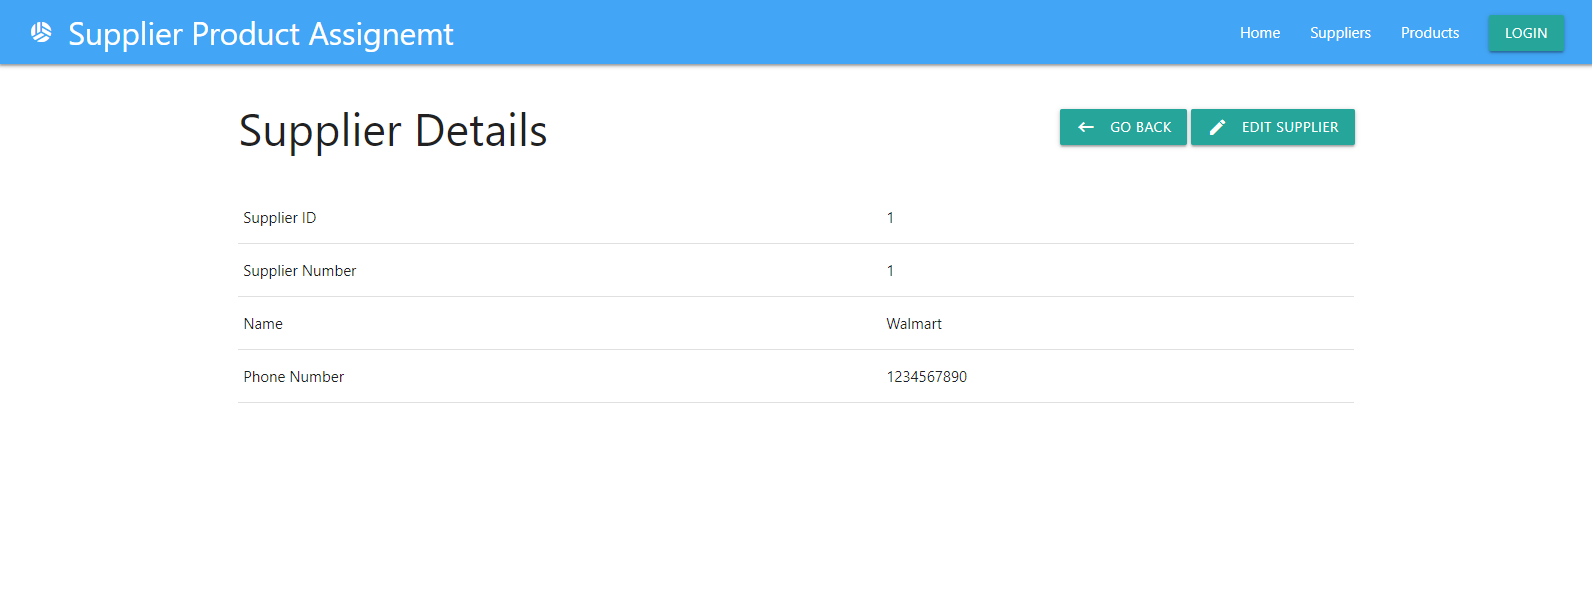 Supplier Product Assignemt
Home Suppliers Products LOGIN
Supplier Details
GO BACK EDIT SUPPLIER
Supplier ID 1
Supplier Number 1
Name Walmart
Phone Number 1234567890